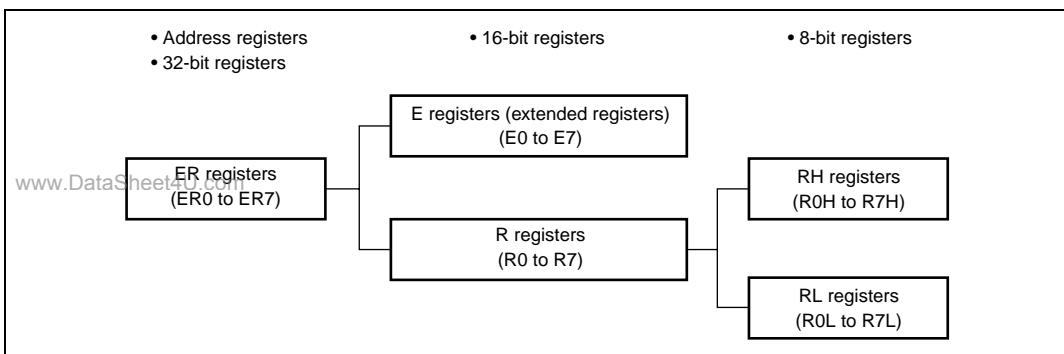 • Address registers
• 32-bit registers
• 16-bit registers
• 8-bit registers
E registers (extended registers)
(E0 to E7)
www.DataSheet4U.com
ER registers
(ER0 to ER7)
RH registers
(R0H to R7H)
R registers
(R0 to R7)
RL registers
(R0L to R7L)